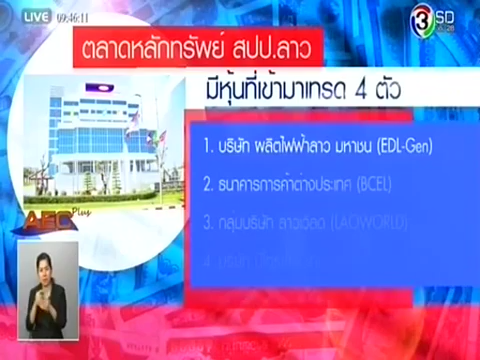 LIVE 09:46:11
3 SD
ตลาดหลักทรัพย์ สปป.ลาว
มีหุ้นที่เข้ามาเทรด 4 ตัว
1. บริษัท ผลิตไฟฟ้าลาว มหาชน (EDL-Gen)
2. ธนาคารการค้าต่างประเทศ (BCEL)
3. กลุ่มบริษัท ลาวเวิลด์ (LAOWORLD)
4. บริษัท
AEC Plus